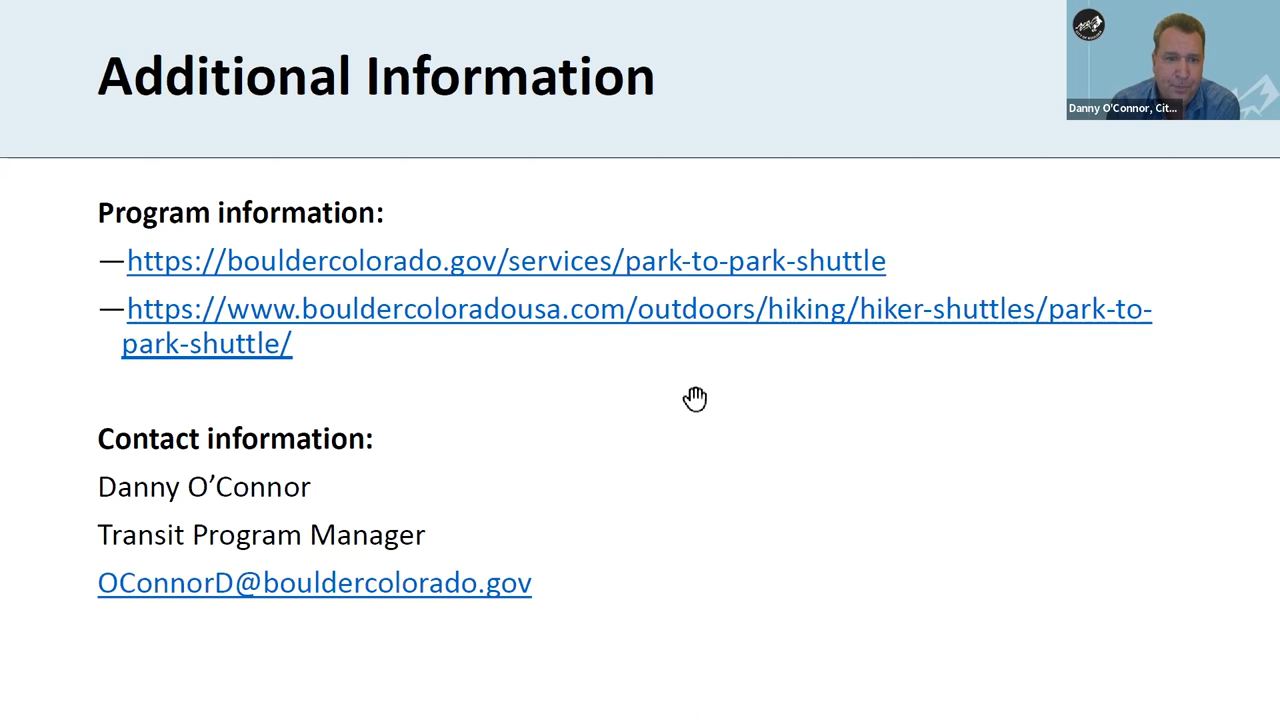 Additional Information
Danny O'Connor, Cit...
Program information:
—https://bouldercolorado.gov/services/park-to-park-shuttle
—https://www.bouldercoloradousa.com/outdoors/hiking/hiker-shuttles/park-to-
park-shuttle/
Contact information:
Danny O’Connor
Transit Program Manager
OConnorD@bouldercolorado.gov